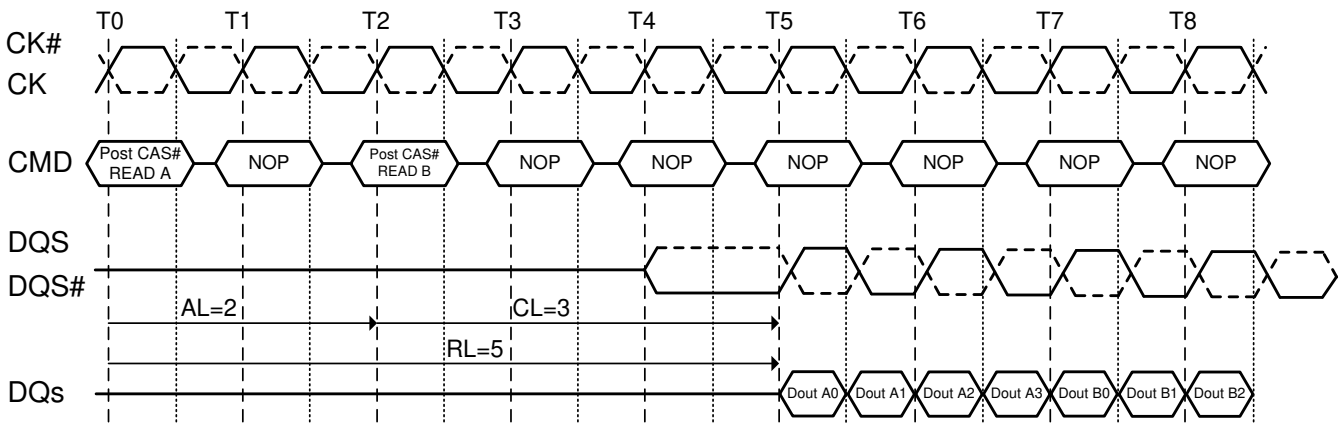 T0 T1 T2 T3 T4 T5 T6 T7 T8
CK#
CK
CMD Post CAS# READ A NOP Post CAS# READ B NOP NOP NOP NOP NOP NOP
DQS
DQS#
AL=2 CL=3
RL=5
DQs Dout A0 Dout A1 Dout A2 Dout A3 Dout B0 Dout B1 Dout B2